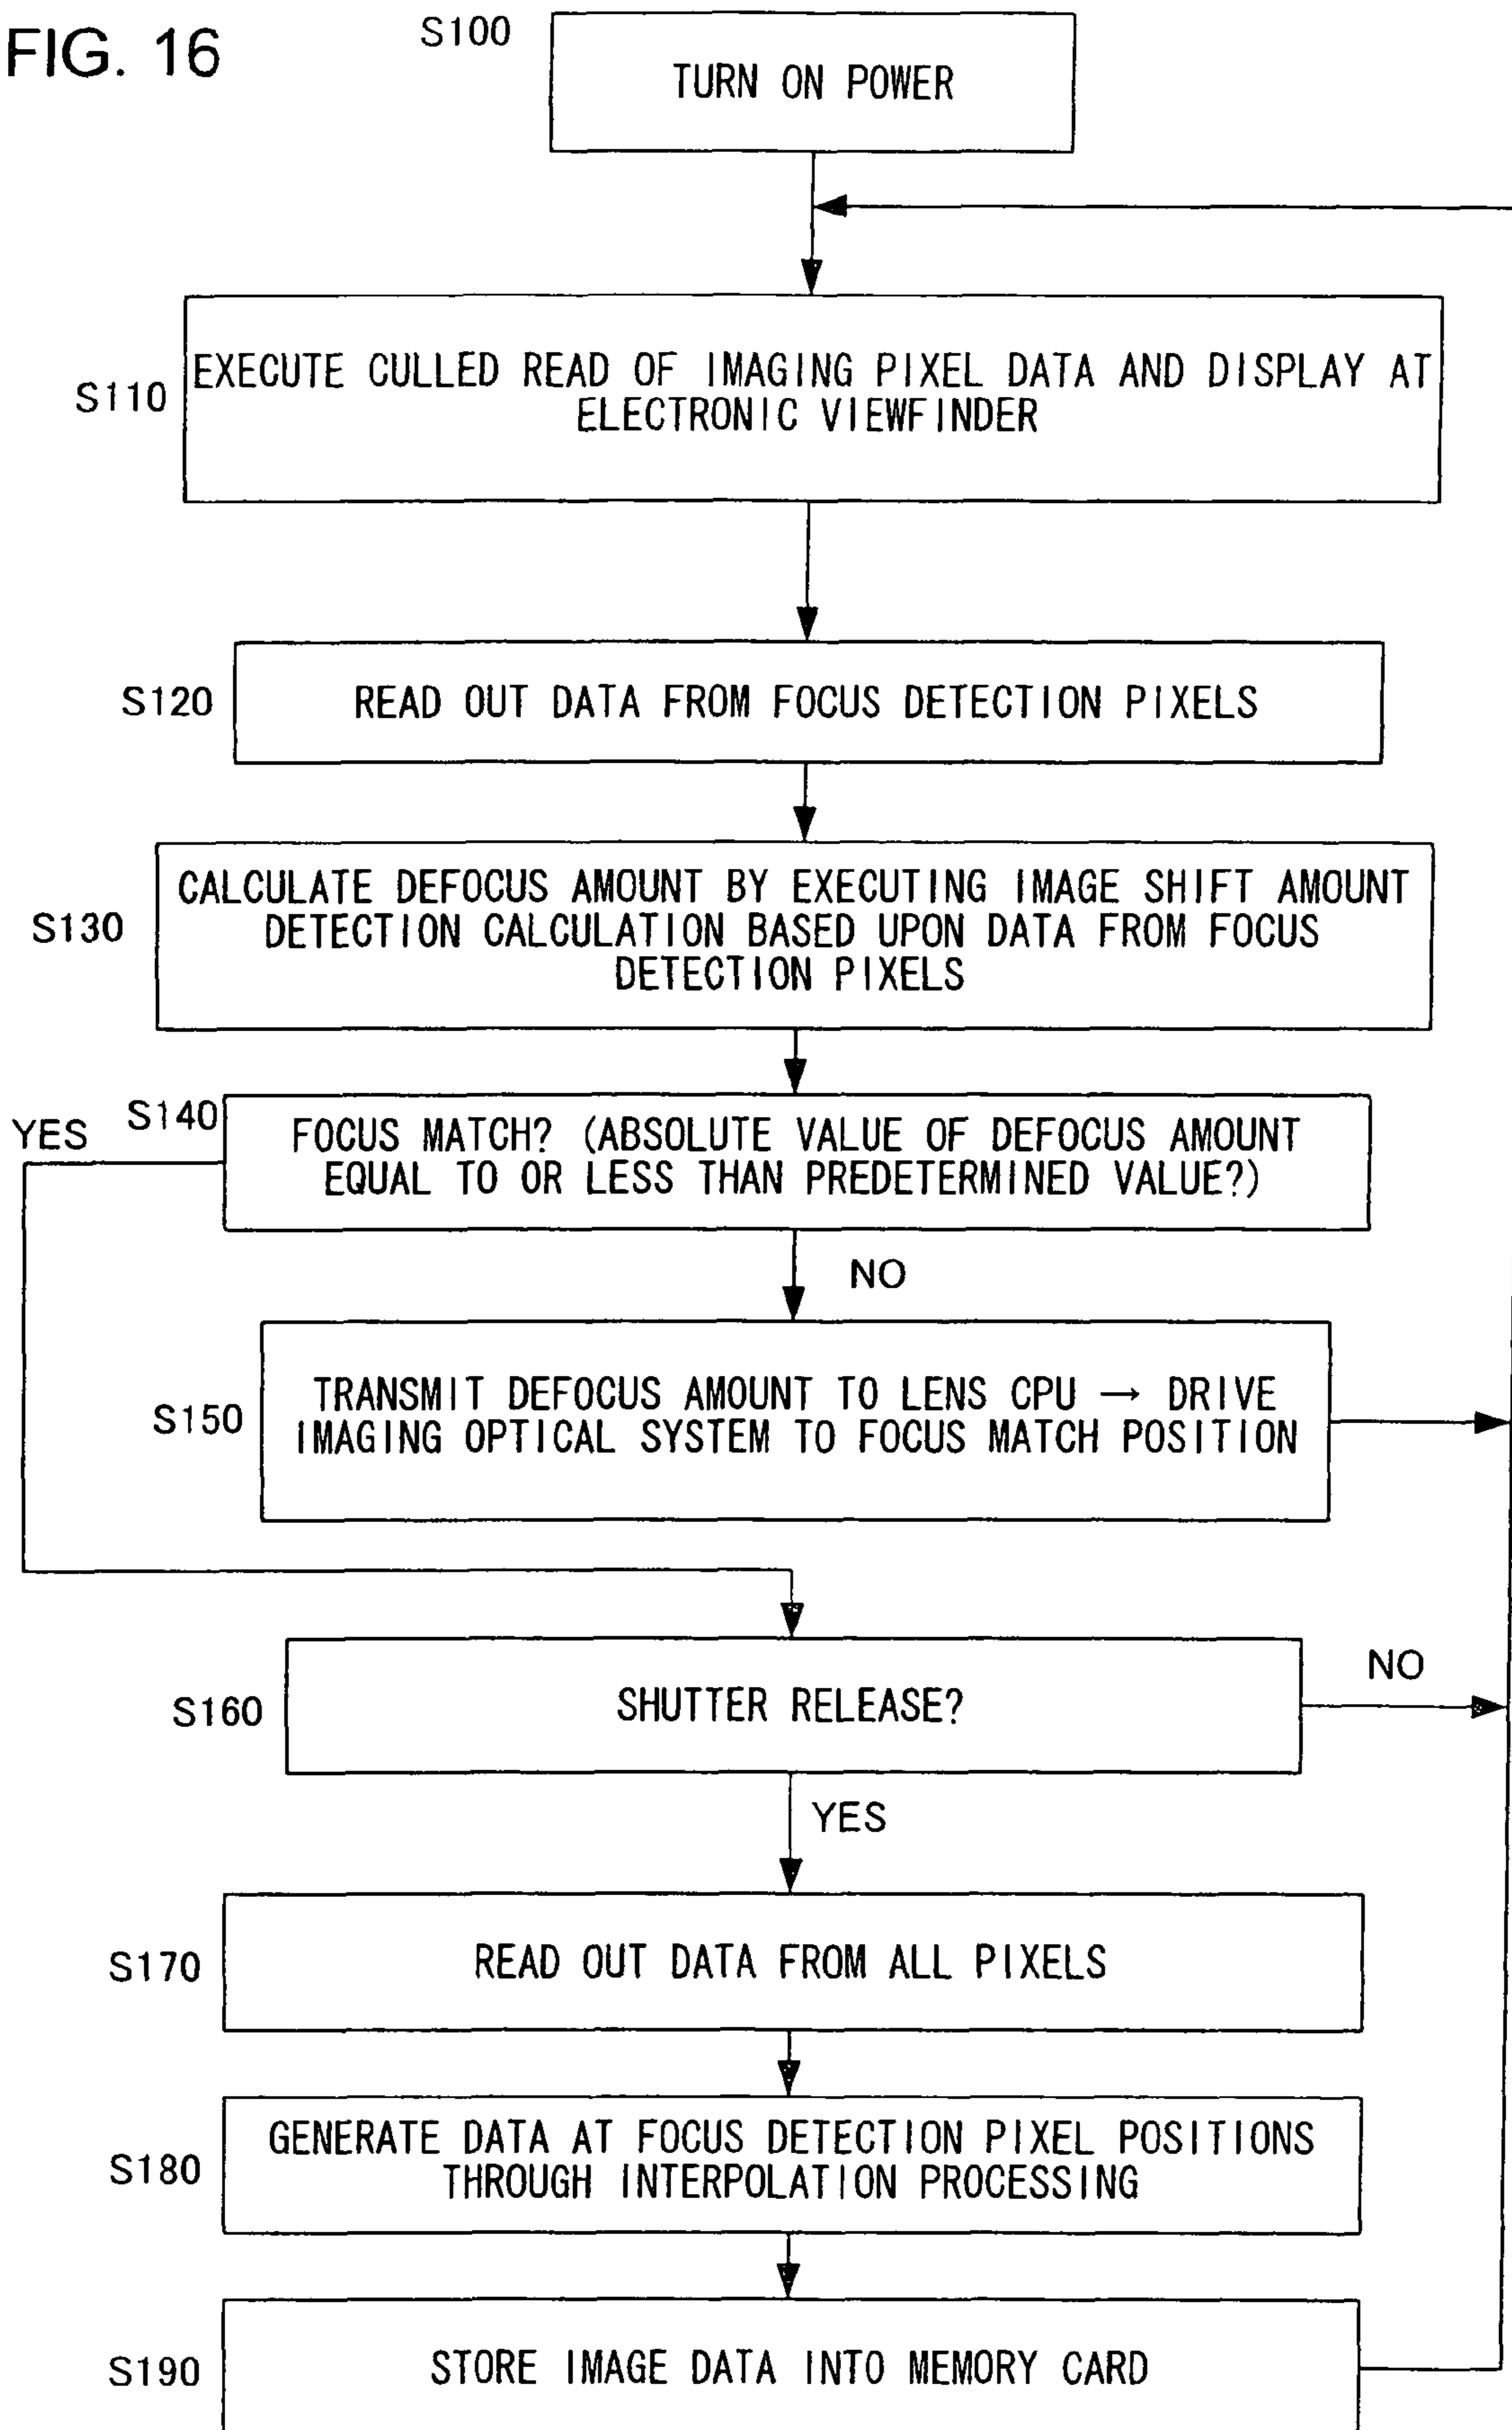 FIG. 16
S100
TURN ON POWER
S110
EXECUTE CULLED READ OF IMAGING PIXEL DATA AND DISPLAY AT
ELECTRONIC VIEWFINDER
S120
READ OUT DATA FROM FOCUS DETECTION PIXELS
S130
CALCULATE DEFOCUS AMOUNT BY EXECUTING IMAGE SHIFT AMOUNT
DETECTION CALCULATION BASED UPON DATA FROM FOCUS
DETECTION PIXELS
YES
S140
FOCUS MATCH? (ABSOLUTE VALUE OF DEFOCUS AMOUNT
EQUAL TO OR LESS THAN PREDETERMINED VALUE?)
NO
S150
TRANSMIT DEFOCUS AMOUNT TO LENS CPU → DRIVE
IMAGING OPTICAL SYSTEM TO FOCUS MATCH POSITION
S160
SHUTTER RELEASE?
NO
YES
S170
READ OUT DATA FROM ALL PIXELS
S180
GENERATE DATA AT FOCUS DETECTION PIXEL POSITIONS
THROUGH INTERPOLATION PROCESSING
S190
STORE IMAGE DATA INTO MEMORY CARD